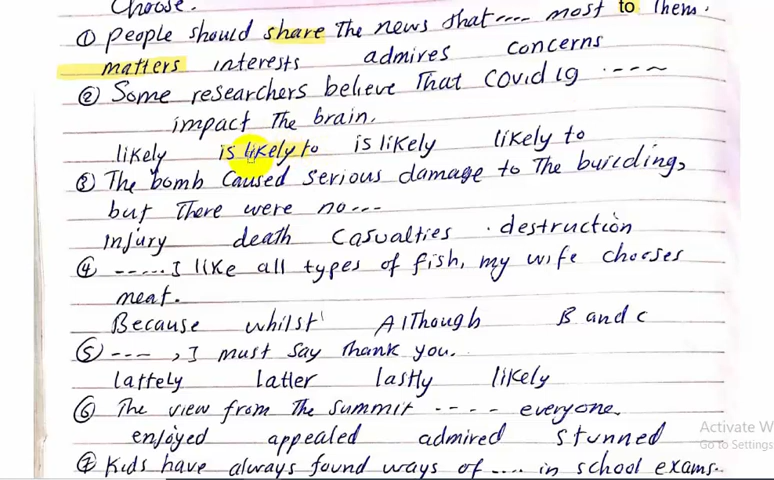 Choose.
① people should share The news That .... most to Them.
matters interests admires concerns
② Some researchers believe That Covid 19 ----
impact The brain.
likely is likely to is likely likely to
③ The bomb Caused serious damage to The building,
but There were no---
Injury death Casualties destruction
④ ...... I like all types of fish, my wife chooses
meat.
Because whilst Although B and c
⑤ --- , I must say Thank you.
lattely latter lastly likely
⑥ The view from The summit ---- everyone.
enjoyed appealed admired stunned
⑦ Kids have always found ways of .... in school exams.
Activate W
Go to Settings